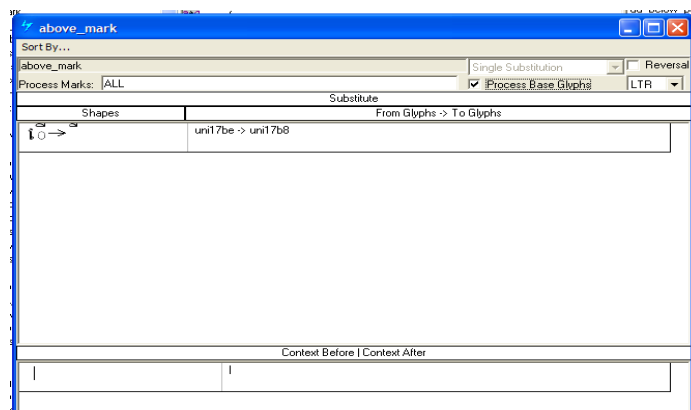 above_mark
Sort By...
above_mark Single Substitution Reversal
Process Marks: ALL Process Base Glyphs LTR
Substitute
Shapes From Glyphs -> To Glyphs
uni17be -> uni17b8
Context Before | Context After